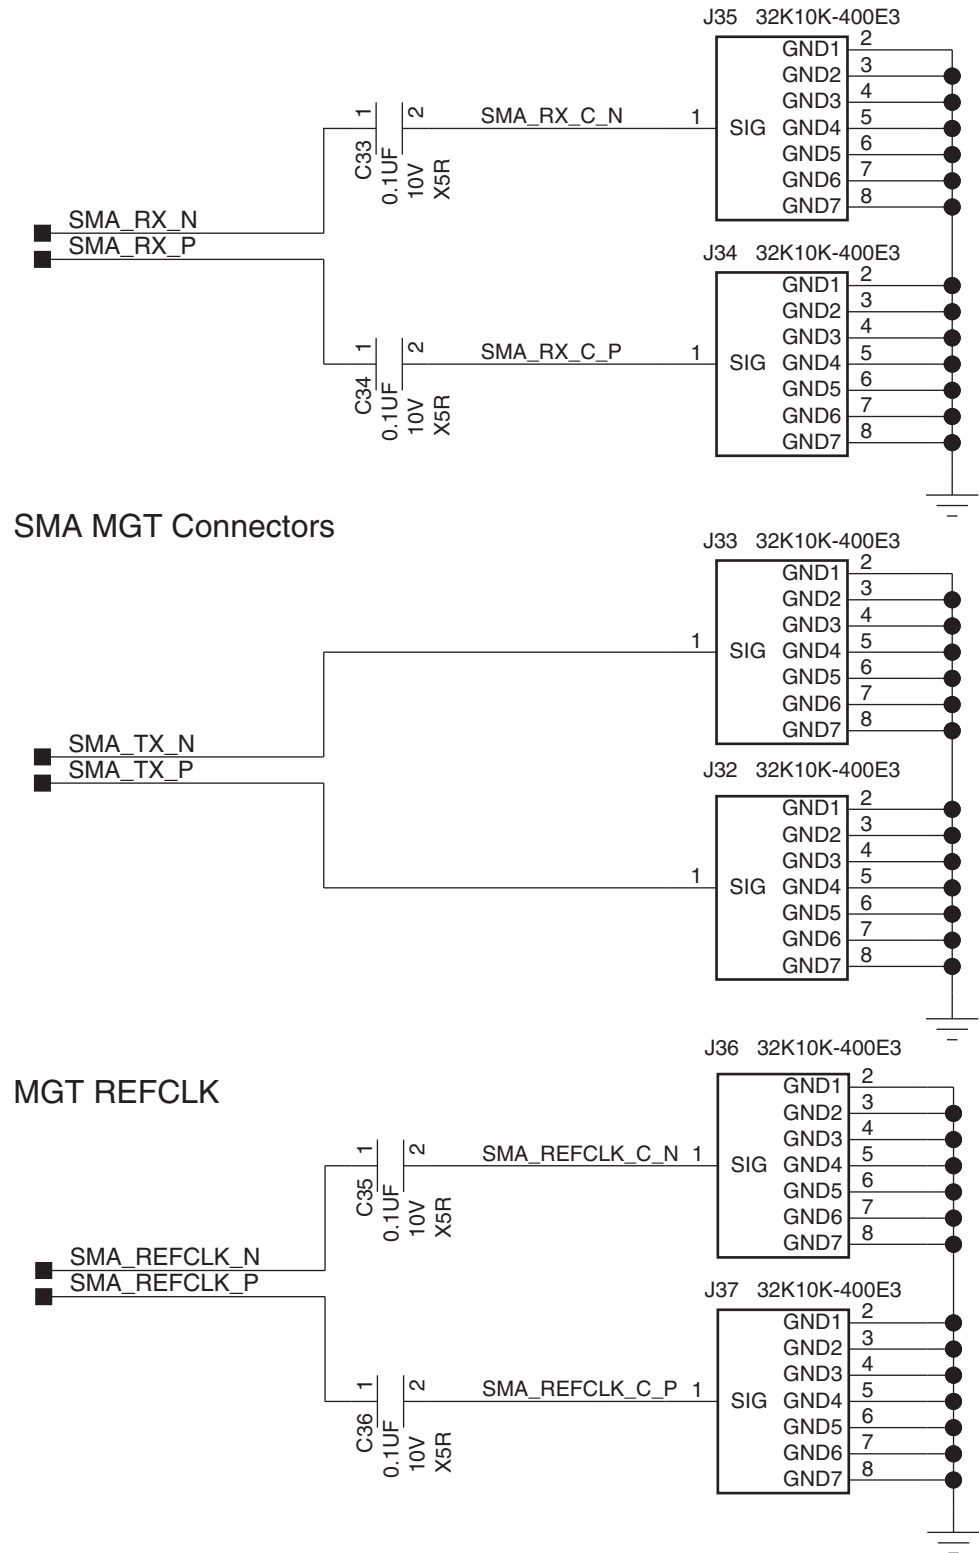 J35 32K10K-400E3
GND1 2
GND2 3
GND3 4
1 SIG GND4 5
GND5 6
GND6 7
GND7 8
SMA_RX_C_N
1 2
C33
0.1UF
10V
X5R
SMA_RX_N
SMA_RX_P
J34 32K10K-400E3
GND1 2
GND2 3
GND3 4
1 SIG GND4 5
GND5 6
GND6 7
GND7 8
SMA_RX_C_P
1 2
C34
0.1UF
10V
X5R
SMA MGT Connectors
J33 32K10K-400E3
GND1 2
GND2 3
GND3 4
1 SIG GND4 5
GND5 6
GND6 7
GND7 8
SMA_TX_N
SMA_TX_P
J32 32K10K-400E3
GND1 2
GND2 3
GND3 4
1 SIG GND4 5
GND5 6
GND6 7
GND7 8
MGT REFCLK
J36 32K10K-400E3
GND1 2
GND2 3
GND3 4
1 SIG GND4 5
GND5 6
GND6 7
GND7 8
SMA_REFCLK_C_N
1 2
C35
0.1UF
10V
X5R
SMA_REFCLK_N
SMA_REFCLK_P
J37 32K10K-400E3
GND1 2
GND2 3
GND3 4
1 SIG GND4 5
GND5 6
GND6 7
GND7 8
SMA_REFCLK_C_P
1 2
C36
0.1UF
10V
X5R